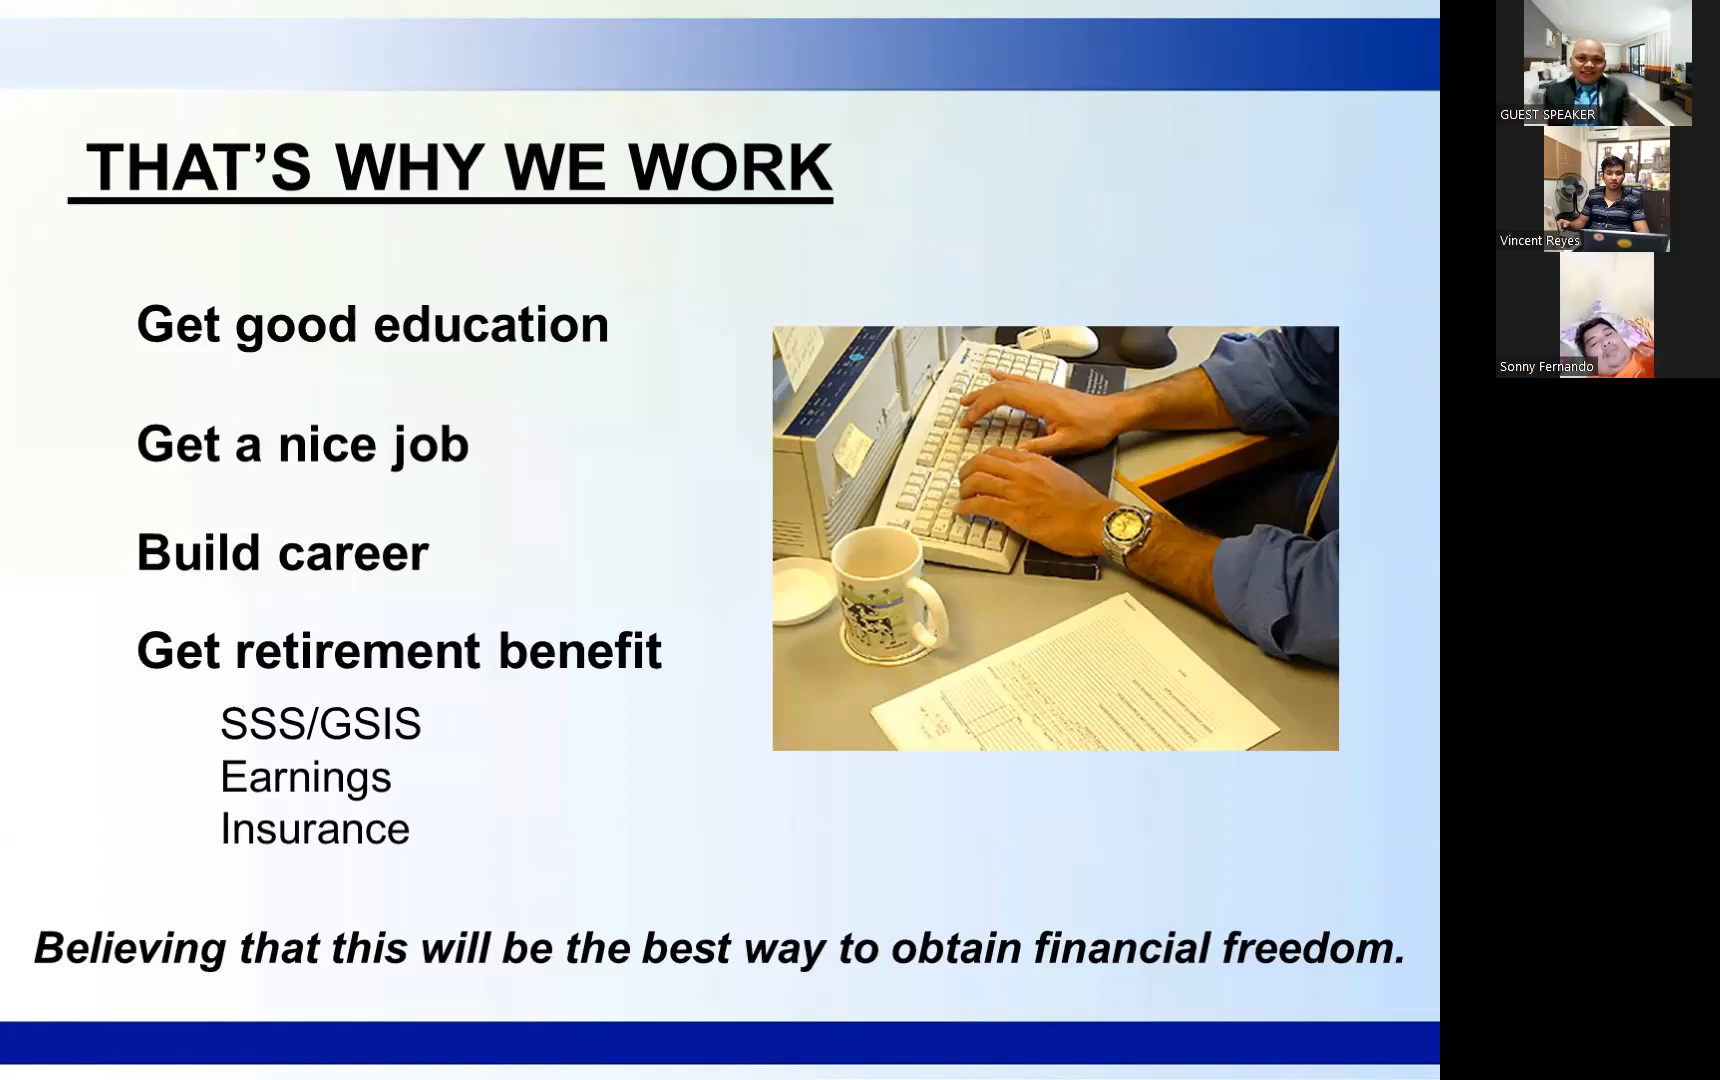 THAT’S WHY WE WORK
Get good education
Get a nice job
Build career
Get retirement benefit
SSS/GSIS
Earnings
Insurance
Believing that this will be the best way to obtain financial freedom.
GUEST SPEAKER
Vincent Reyes
Sonny Fernando